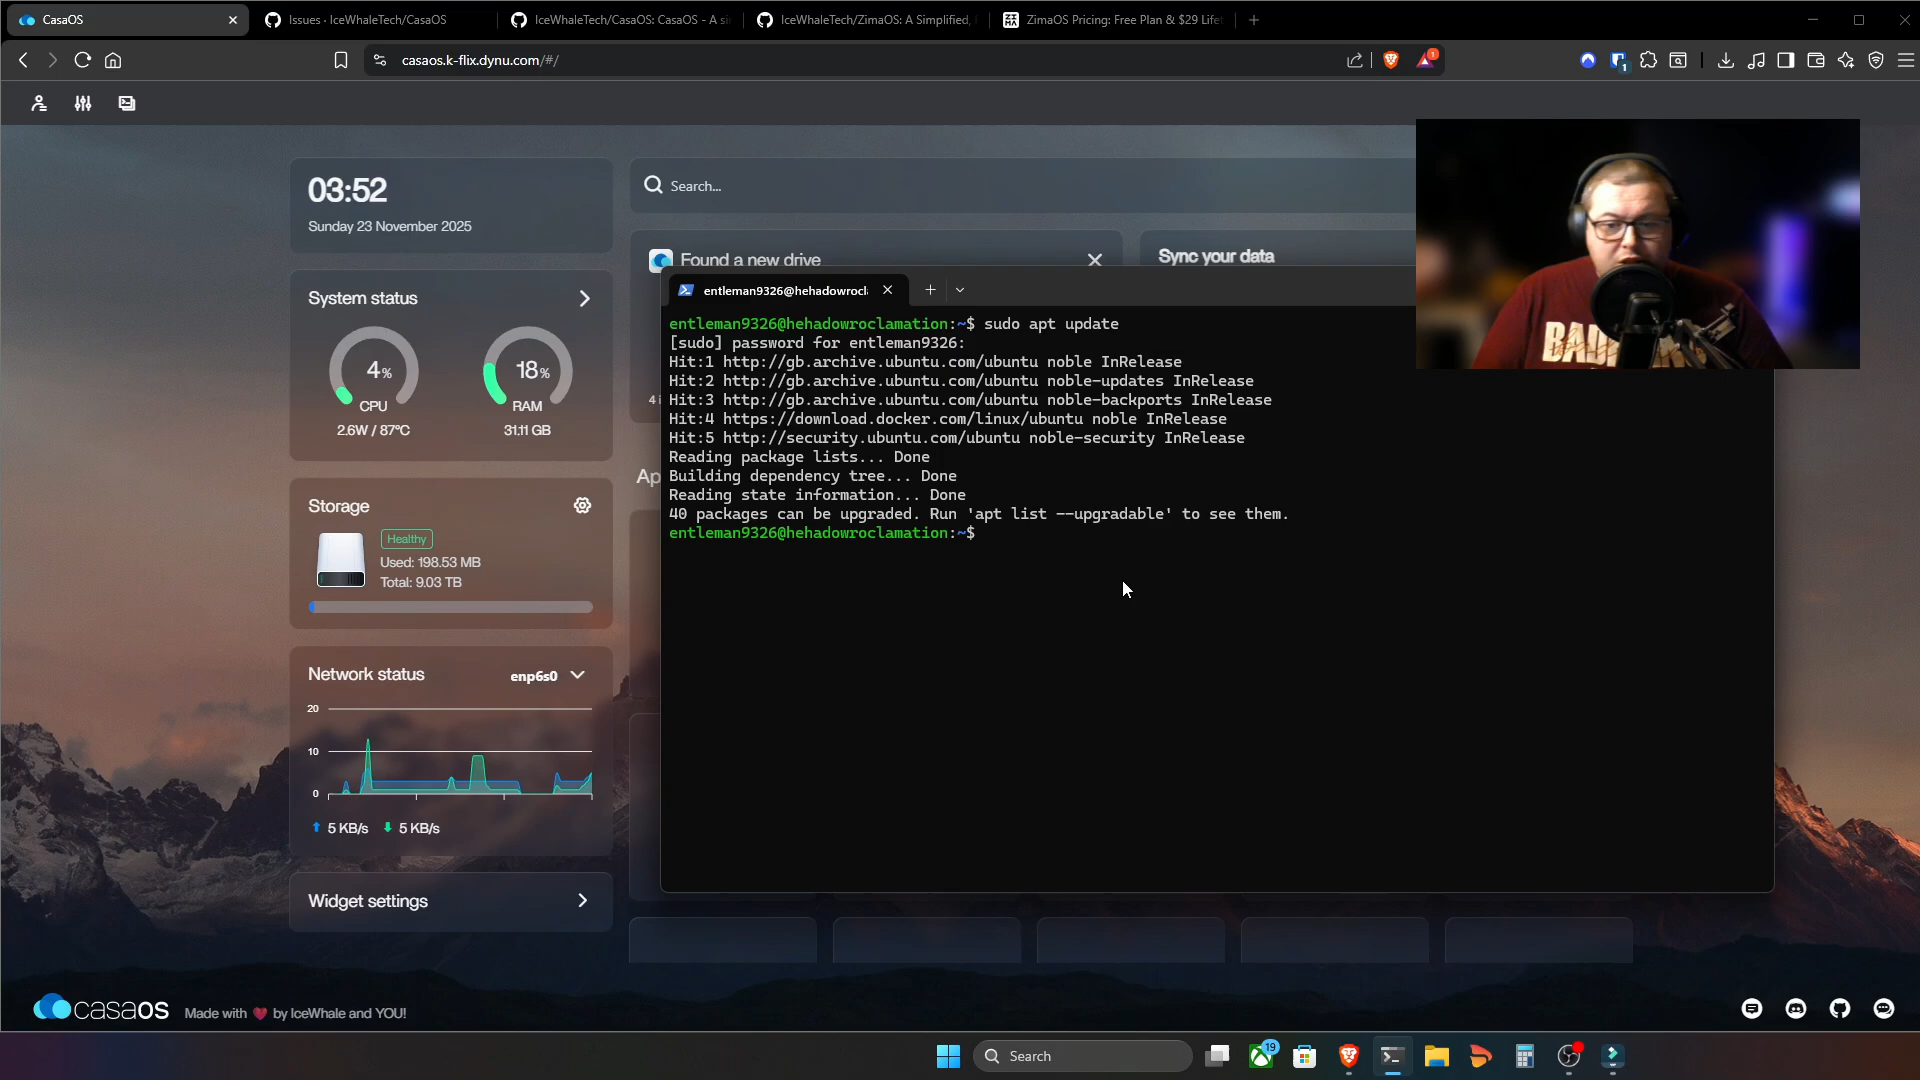 CasaOS
Issues · IceWhaleTech/CasaOS
IceWhaleTech/CasaOS: CasaOS - A si
IceWhaleTech/ZimaOS: A Simplified,
ZimaOS Pricing: Free Plan & $29 Lifet
casaos.k-flix.dynu.com/#/
1
1
03:52
Sunday 23 November 2025
Search...
Found a new drive
Sync your data
System status
4%
CPU
2.6W / 87°C
18%
RAM
31.11 GB
Storage
Healthy
Used: 198.53 MB
Total: 9.03 TB
Network status
enp6s0
20
10
0
5 KB/s
5 KB/s
Widget settings
Ap
4 i
entleman9326@hehadowrocl
entleman9326@hehadowroclamation:~$ sudo apt update
[sudo] password for entleman9326:
Hit:1 http://gb.archive.ubuntu.com/ubuntu noble InRelease
Hit:2 http://gb.archive.ubuntu.com/ubuntu noble-updates InRelease
Hit:3 http://gb.archive.ubuntu.com/ubuntu noble-backports InRelease
Hit:4 https://download.docker.com/linux/ubuntu noble InRelease
Hit:5 http://security.ubuntu.com/ubuntu noble-security InRelease
Reading package lists... Done
Building dependency tree... Done
Reading state information... Done
40 packages can be upgraded. Run 'apt list --upgradable' to see them.
entleman9326@hehadowroclamation:~$
casaOS
Made with ❤ by IceWhale and YOU!
Search
19